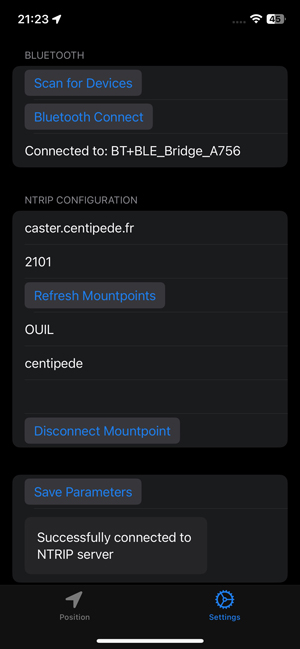 21:23
45
BLUETOOTH
Scan for Devices
Bluetooth Connect
Connected to: BT+BLE_Bridge_A756
NTRIP CONFIGURATION
caster.centipede.fr
2101
Refresh Mountpoints
OUIL
centipede
Disconnect Mountpoint
Save Parameters
Successfully connected to
NTRIP server
Position
Settings